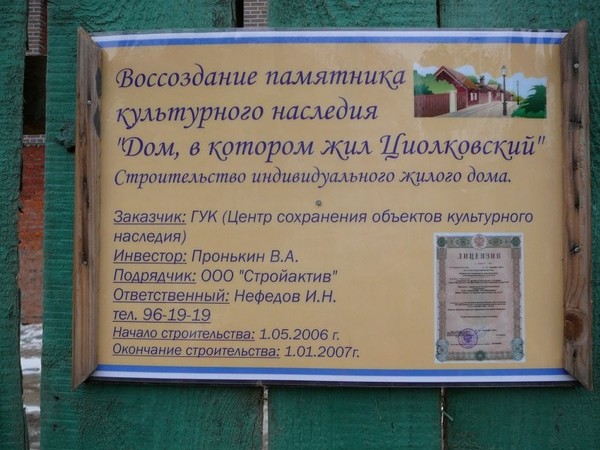 Воссоздание памятника
культурного наследия
"Дом, в котором жил Циолковский"
Строительство индивидуального жилого дома.
Заказчик: ГУК (Центр сохранения объектов культурного
наследия)
Инвестор: Пронькин В.А.
Подрядчик: ООО "Стройактив"
Ответственный: Нефедов И.Н.
тел. 96-19-19
Начало строительства: 1.05.2006 г.
Окончание строительства: 1.01.2007г.
ЛИЦЕНЗИЯ